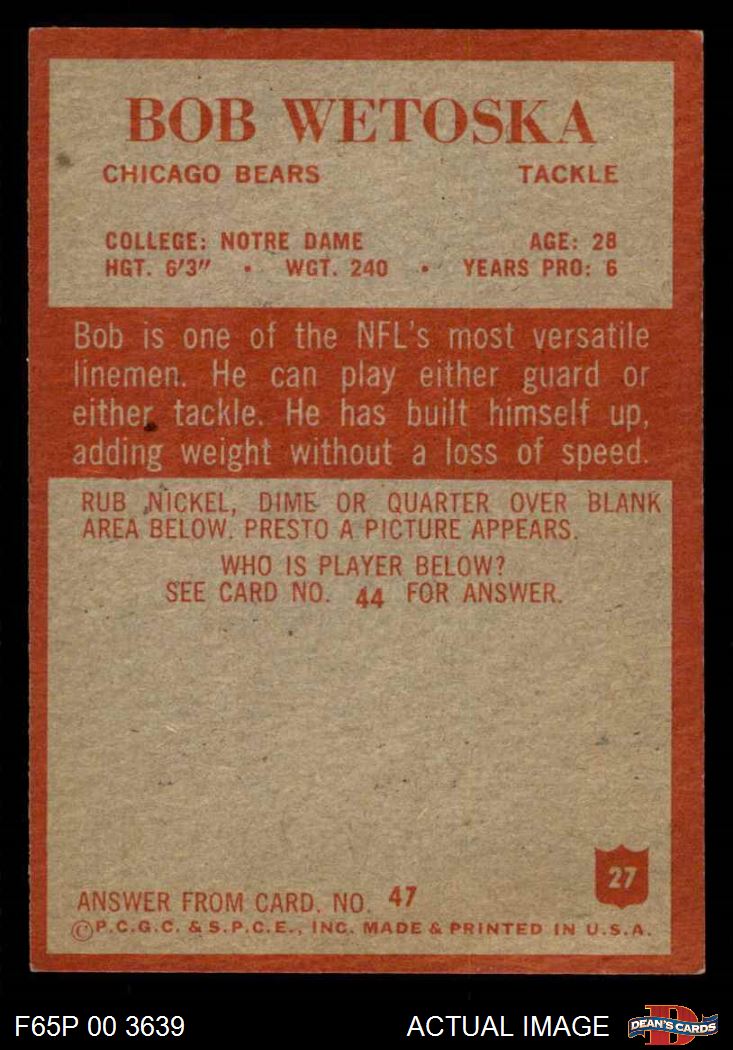 BOB WETOSKA
CHICAGO BEARS TACKLE
COLLEGE: NOTRE DAME AGE: 28
HGT. 6'3" • WGT. 240 • YEARS PRO: 6
Bob is one of the NFL's most versatile
linemen. He can play either guard or
either tackle. He has built himself up,
adding weight without a loss of speed.
RUB NICKEL, DIME OR QUARTER OVER BLANK
AREA BELOW. PRESTO A PICTURE APPEARS.
WHO IS PLAYER BELOW?
SEE CARD NO. 44 FOR ANSWER.
27
ANSWER FROM CARD. NO. 47
©P.C.G.C. & S.P.C.E., INC. MADE & PRINTED IN U.S.A.
F65P 00 3639 ACTUAL IMAGE D DEAN'S CARDS